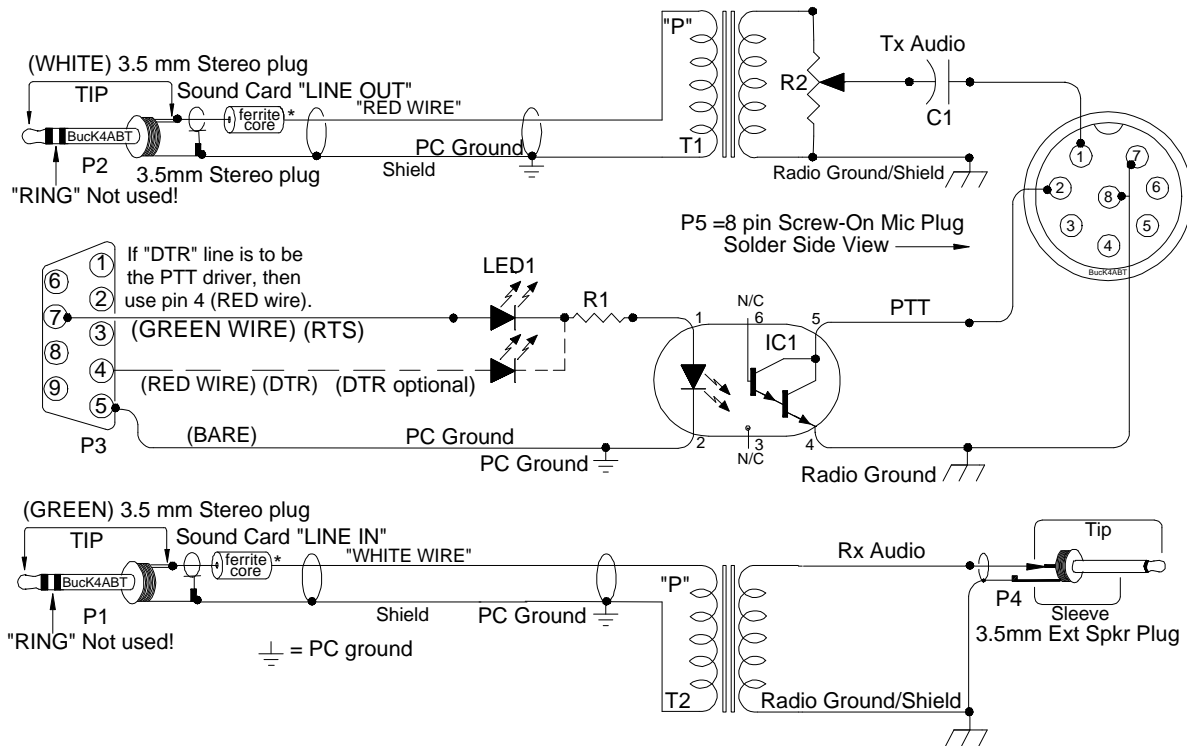 (WHITE) 3.5 mm Stereo plug
TIP
Sound Card "LINE OUT"
ferrite
core
*
"RED WIRE"
BucK4ABT
P2
3.5mm Stereo plug
"RING" Not used!
PC Ground
Shield
"P"
T1
R2
Tx Audio
C1
Radio Ground/Shield
1
7
2
8
6
3
5
4
BucK4ABT
P5 =8 pin Screw-On Mic Plug
Solder Side View
If "DTR" line is to be
the PTT driver, then
use pin 4 (RED wire).
1
6
2
7
3
8
4
9
5
P3
(GREEN WIRE) (RTS)
(RED WIRE) (DTR)
(DTR optional)
(BARE)
PC Ground
PC Ground
LED1
R1
N/C
1
6
5
IC1
2
3
4
N/C
PTT
Radio Ground
(GREEN) 3.5 mm Stereo plug
TIP
Sound Card "LINE IN"
ferrite
core
*
"WHITE WIRE"
BucK4ABT
P1
"RING" Not used!
Shield
PC Ground
= PC ground
"P"
T2
Rx Audio
Radio Ground/Shield
Tip
P4
Sleeve
3.5mm Ext Spkr Plug